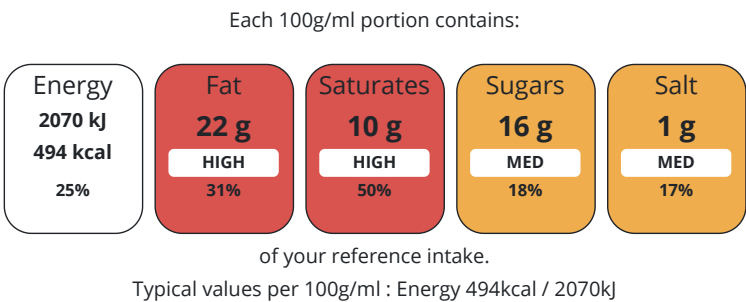 Each 100g/ml portion contains:
Energy
2070 kJ
494 kcal
25%
Fat
22 g
HIGH
31%
Saturates
10 g
HIGH
50%
Sugars
16 g
MED
18%
Salt
1 g
MED
17%
of your reference intake.
Typical values per 100g/ml : Energy 494kcal / 2070kJ